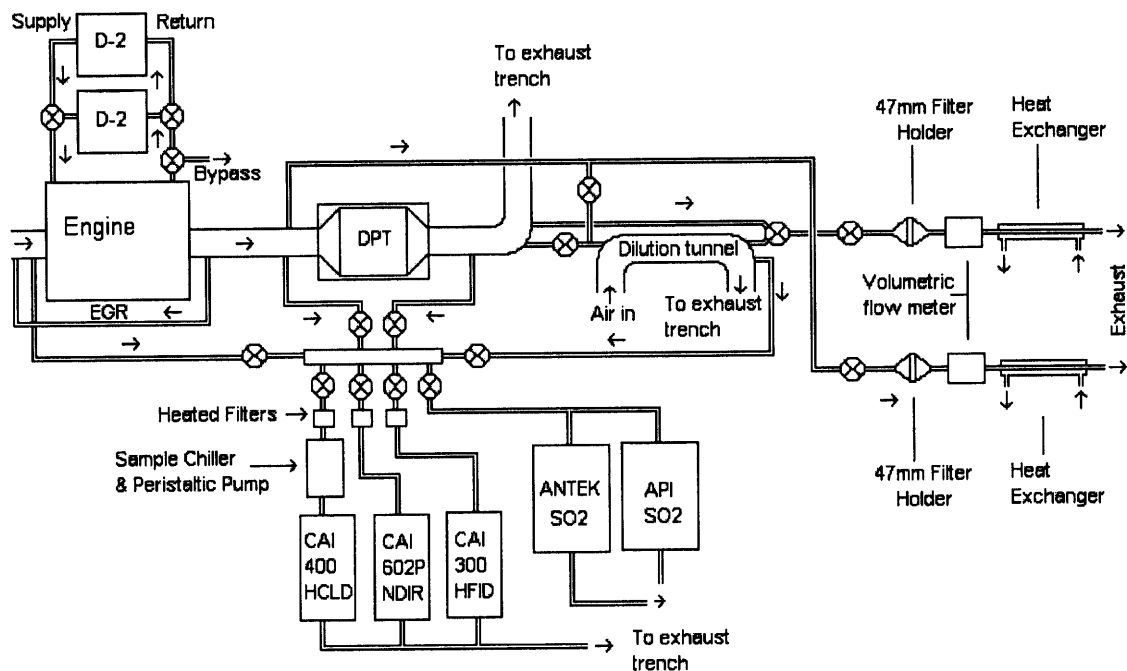 Supply
Return
D-2
D-2
Bypass
Engine
EGR
To exhaust
trench
DPT
Dilution tunnel
Air in
To exhaust
trench
47mm Filter
Holder
Heat
Exchanger
Volumetric
flow meter
Exhaust
47mm Filter
Holder
Heat
Exchanger
Heated Filters
Sample Chiller
& Peristaltic Pump
CAI
400
HCLD
CAI
602P
NDIR
CAI
300
HFID
ANTEK
SO2
API
SO2
To exhaust
trench